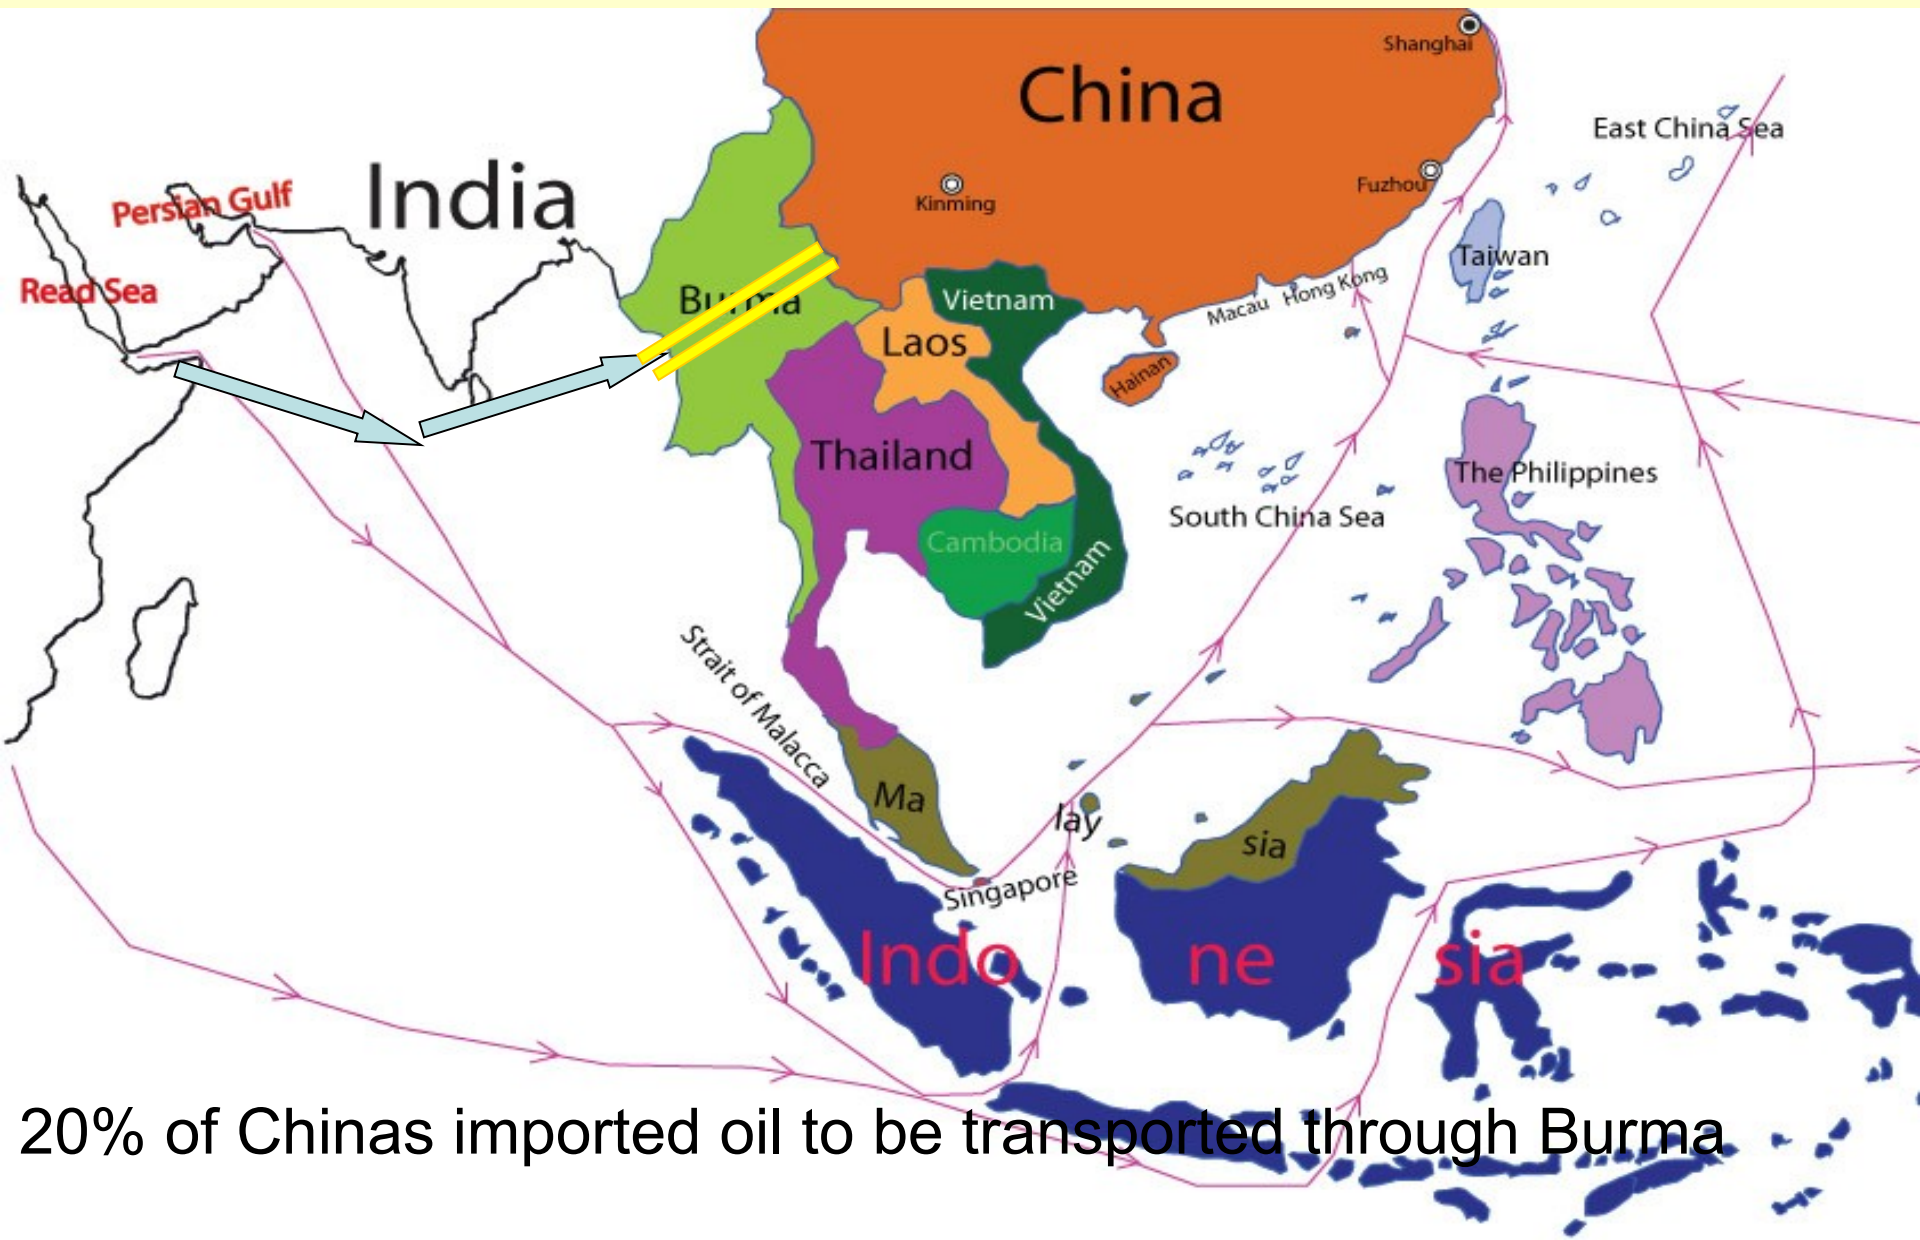 Shanghai
China
East China Sea
Fuzhou
Kinming
India
Persian Gulf
Read Sea
Taiwan
Burma
Vietnam
Macau
Hong Kong
Laos
Hainan
Thailand
The Philippines
South China Sea
Cambodia
Vietnam
Strait of Malacca
Ma
lay
sia
Singapore
Indo
ne
sia
20% of Chinas imported oil to be transported through Burma